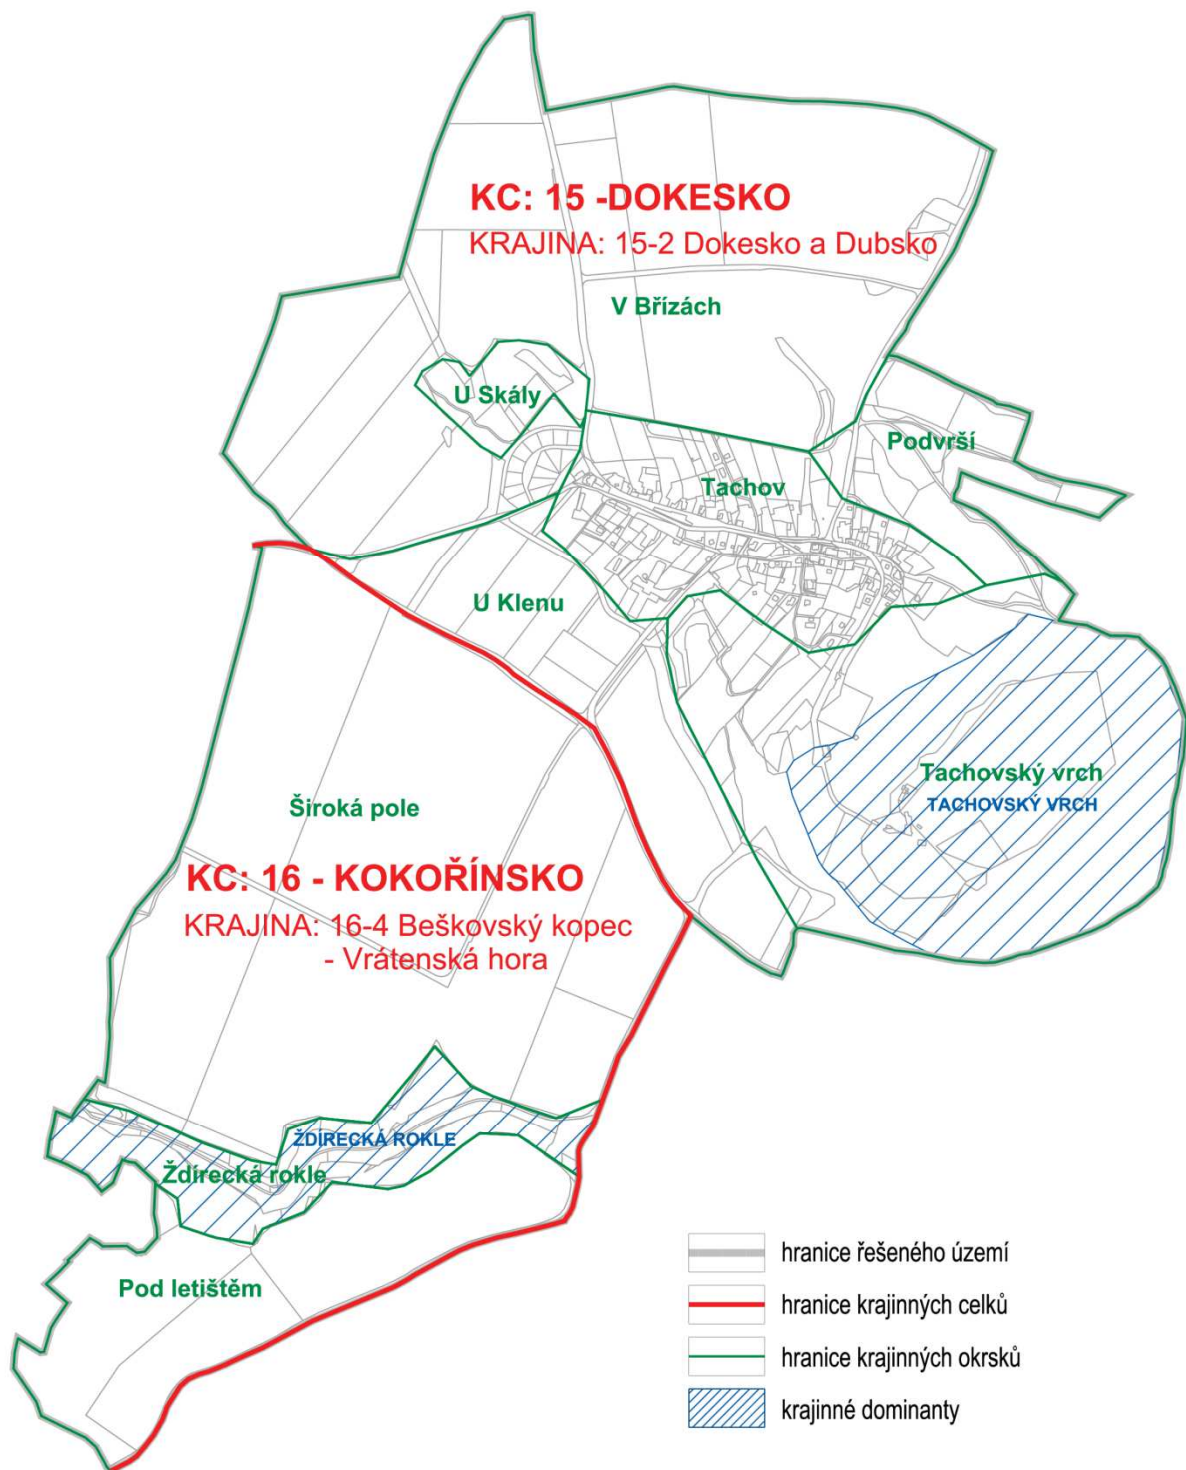 KC: 15 -DOKESKO
KRAJINA: 15-2 Dokesko a Dubsko
V Břízách
U Skály
Podvrší
Tachov
U Klenu
Tachovský vrch
TACHOVSKÝ VRCH
Široká pole
KC: 16 - KOKOŘÍNSKO
KRAJINA: 16-4 Beškovský kopec
- Vrátenská hora
ŽDÍRECKÁ ROKLE
Ždírecká rokle
Pod letištěm
hranice řešeného území
hranice krajinných celků
hranice krajinných okrsků
krajinné dominanty